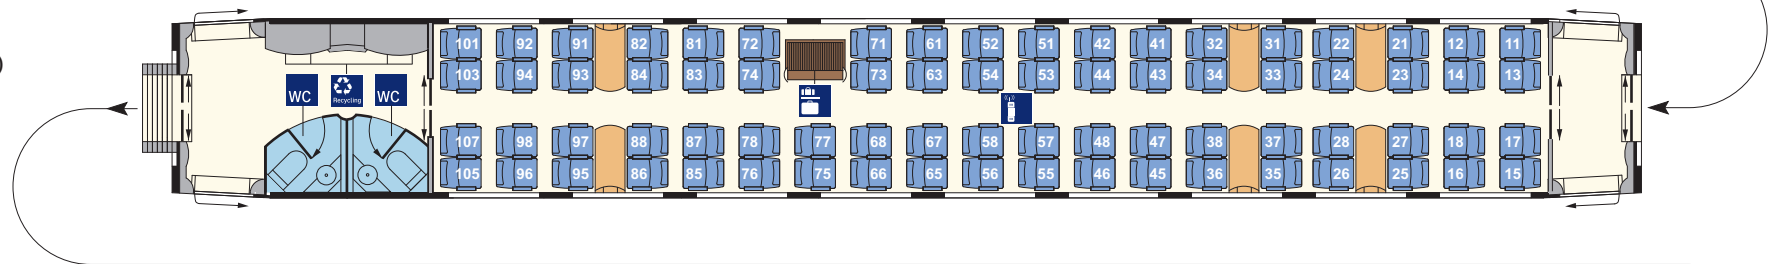 101 92 91 82 81 72 71 61 52 51 42 41 32 31 22 21 12 11
103 94 93 84 83 74 73 63 54 53 44 43 34 33 24 23 14 13
WC Recycling WC
107 98 97 88 87 78 77 68 67 58 57 48 47 38 37 28 27 18 17
105 96 95 86 85 76 75 66 65 56 55 46 45 36 35 26 25 16 15